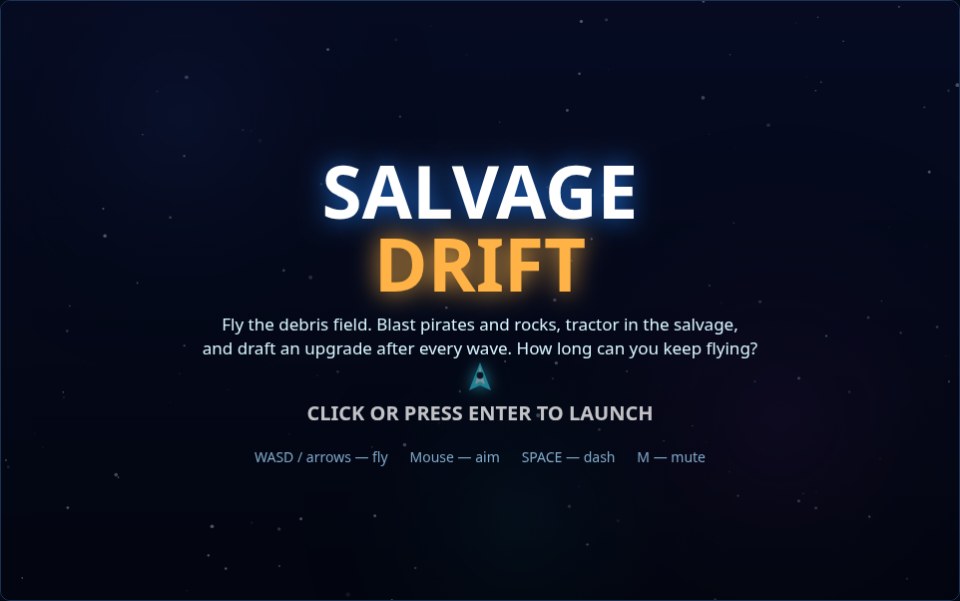 SALVAGE
DRIFT
Fly the debris field. Blast pirates and rocks, tractor in the salvage,
and draft an upgrade after every wave. How long can you keep flying?
CLICK OR PRESS ENTER TO LAUNCH
WASD / arrows — fly Mouse — aim SPACE — dash M — mute